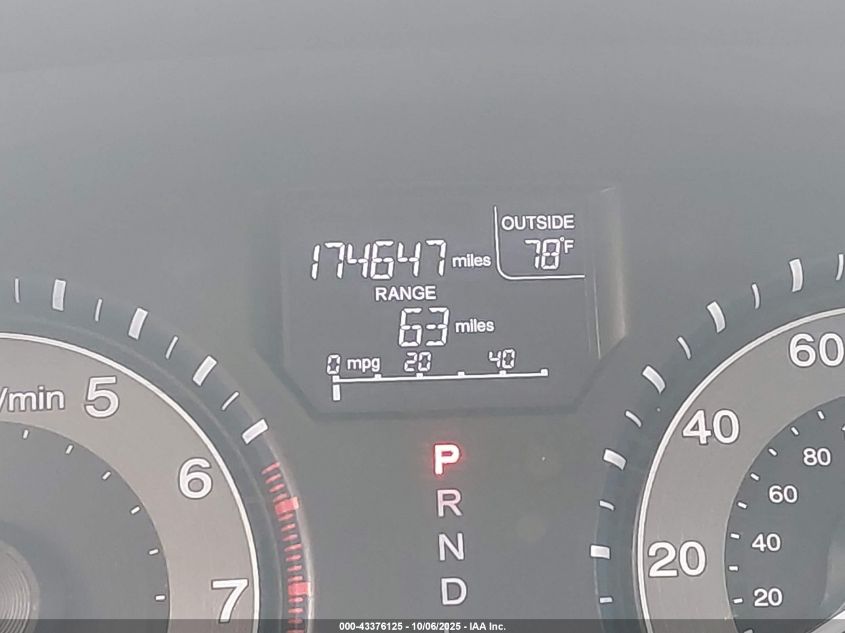 OUTSIDE
78°F
174647 miles
RANGE
63 miles
0 mpg 20 40
/min 5
6
7
P
R
N
D
60
40
20
80
60
40
20
000-43376125 - 10/06/2025 - IAA Inc.